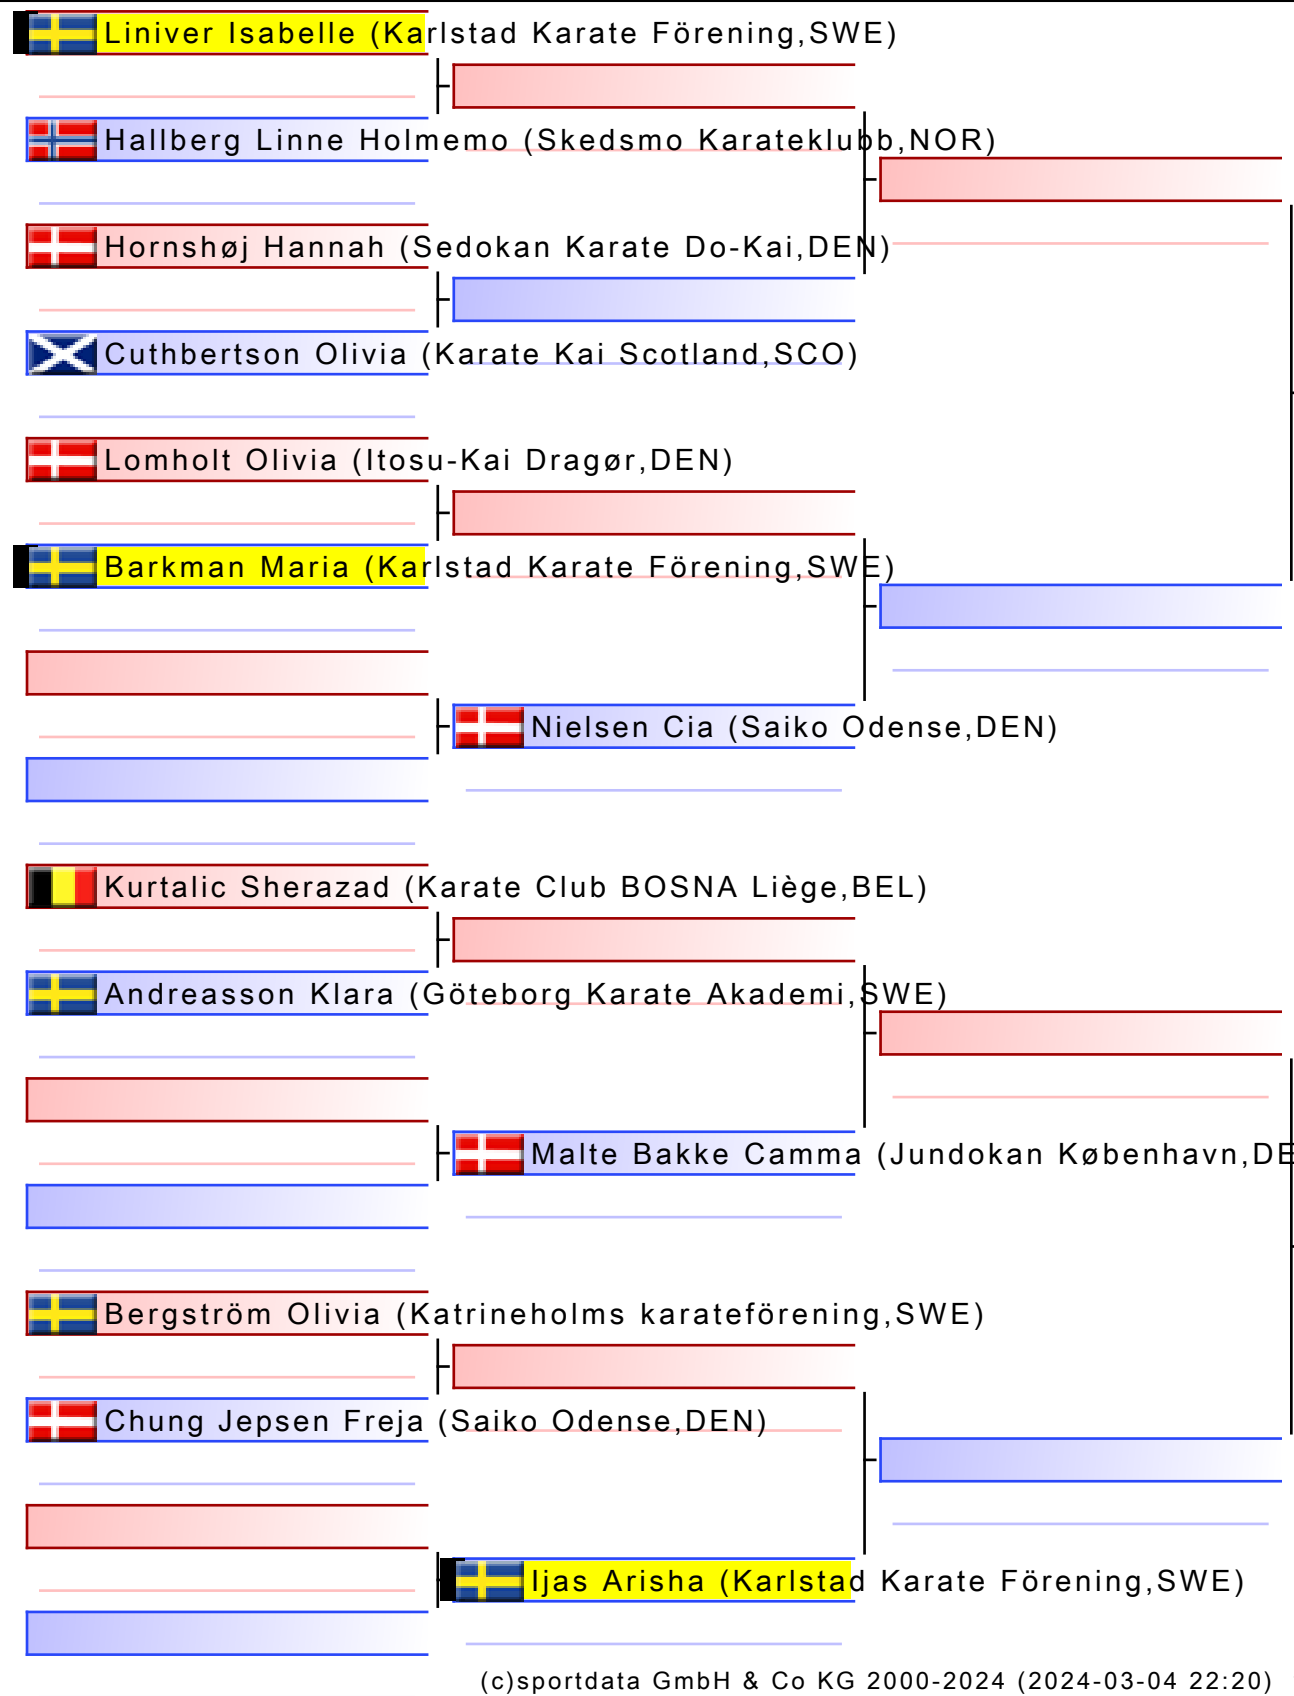 Liniver Isabelle (Karlstad Karate Förening,SWE)
Hallberg Linne Holmemo (Skedsmo Karateklubb,NOR)
Hornshøj Hannah (Sedokan Karate Do-Kai,DEN)
Cuthbertson Olivia (Karate Kai Scotland,SCO)
Lomholt Olivia (Itosu-Kai Dragør,DEN)
Barkman Maria (Karlstad Karate Förening,SWE)
Nielsen Cia (Saiko Odense,DEN)
Kurtalic Sherazad (Karate Club BOSNA Liège,BEL)
Andreasson Klara (Göteborg Karate Akademi,SWE)
Malte Bakke Camma (Jundokan København,DE
Bergström Olivia (Katrineholms karateförening,SWE)
Chung Jepsen Freja (Saiko Odense,DEN)
Ijas Arisha (Karlstad Karate Förening,SWE)
(c)sportdata GmbH & Co KG 2000-2024 (2024-03-04 22:20)